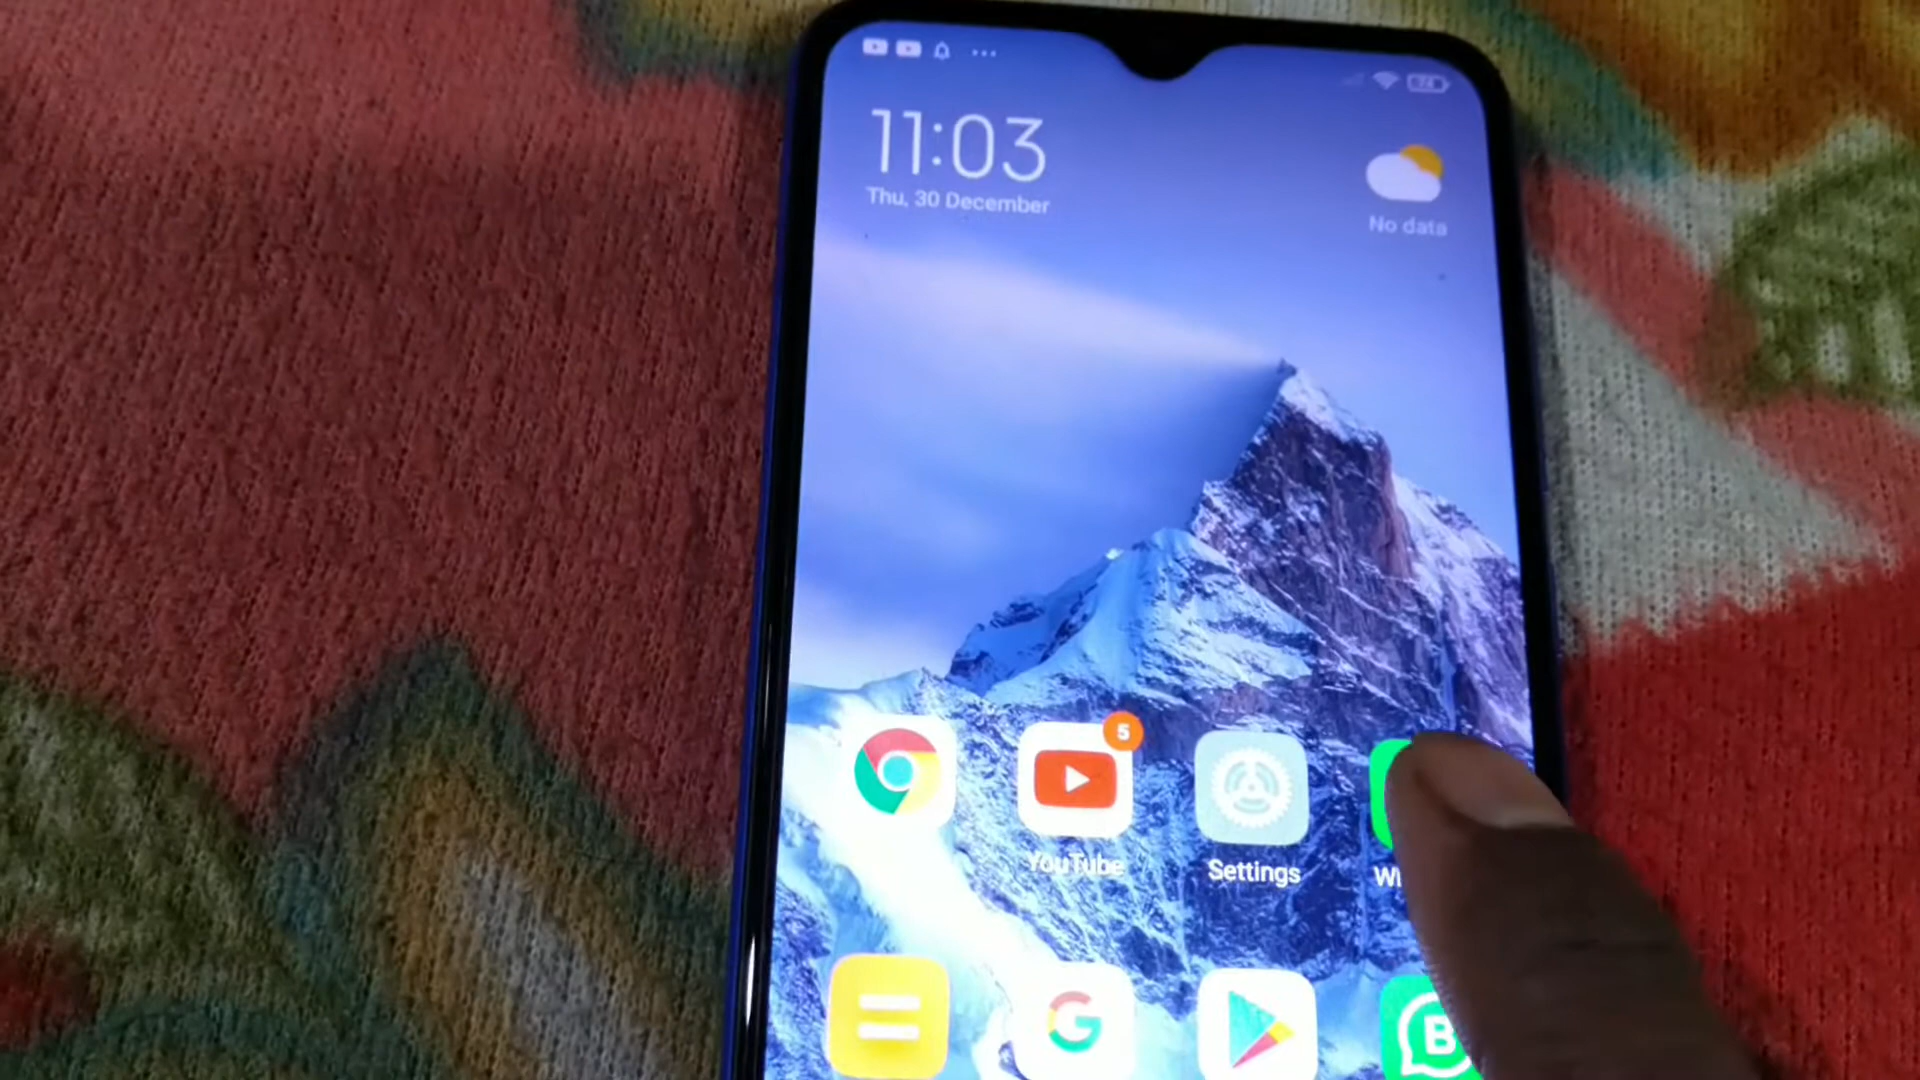 11:03
Thu, 30 December
No data
5
YouTube
Settings
B